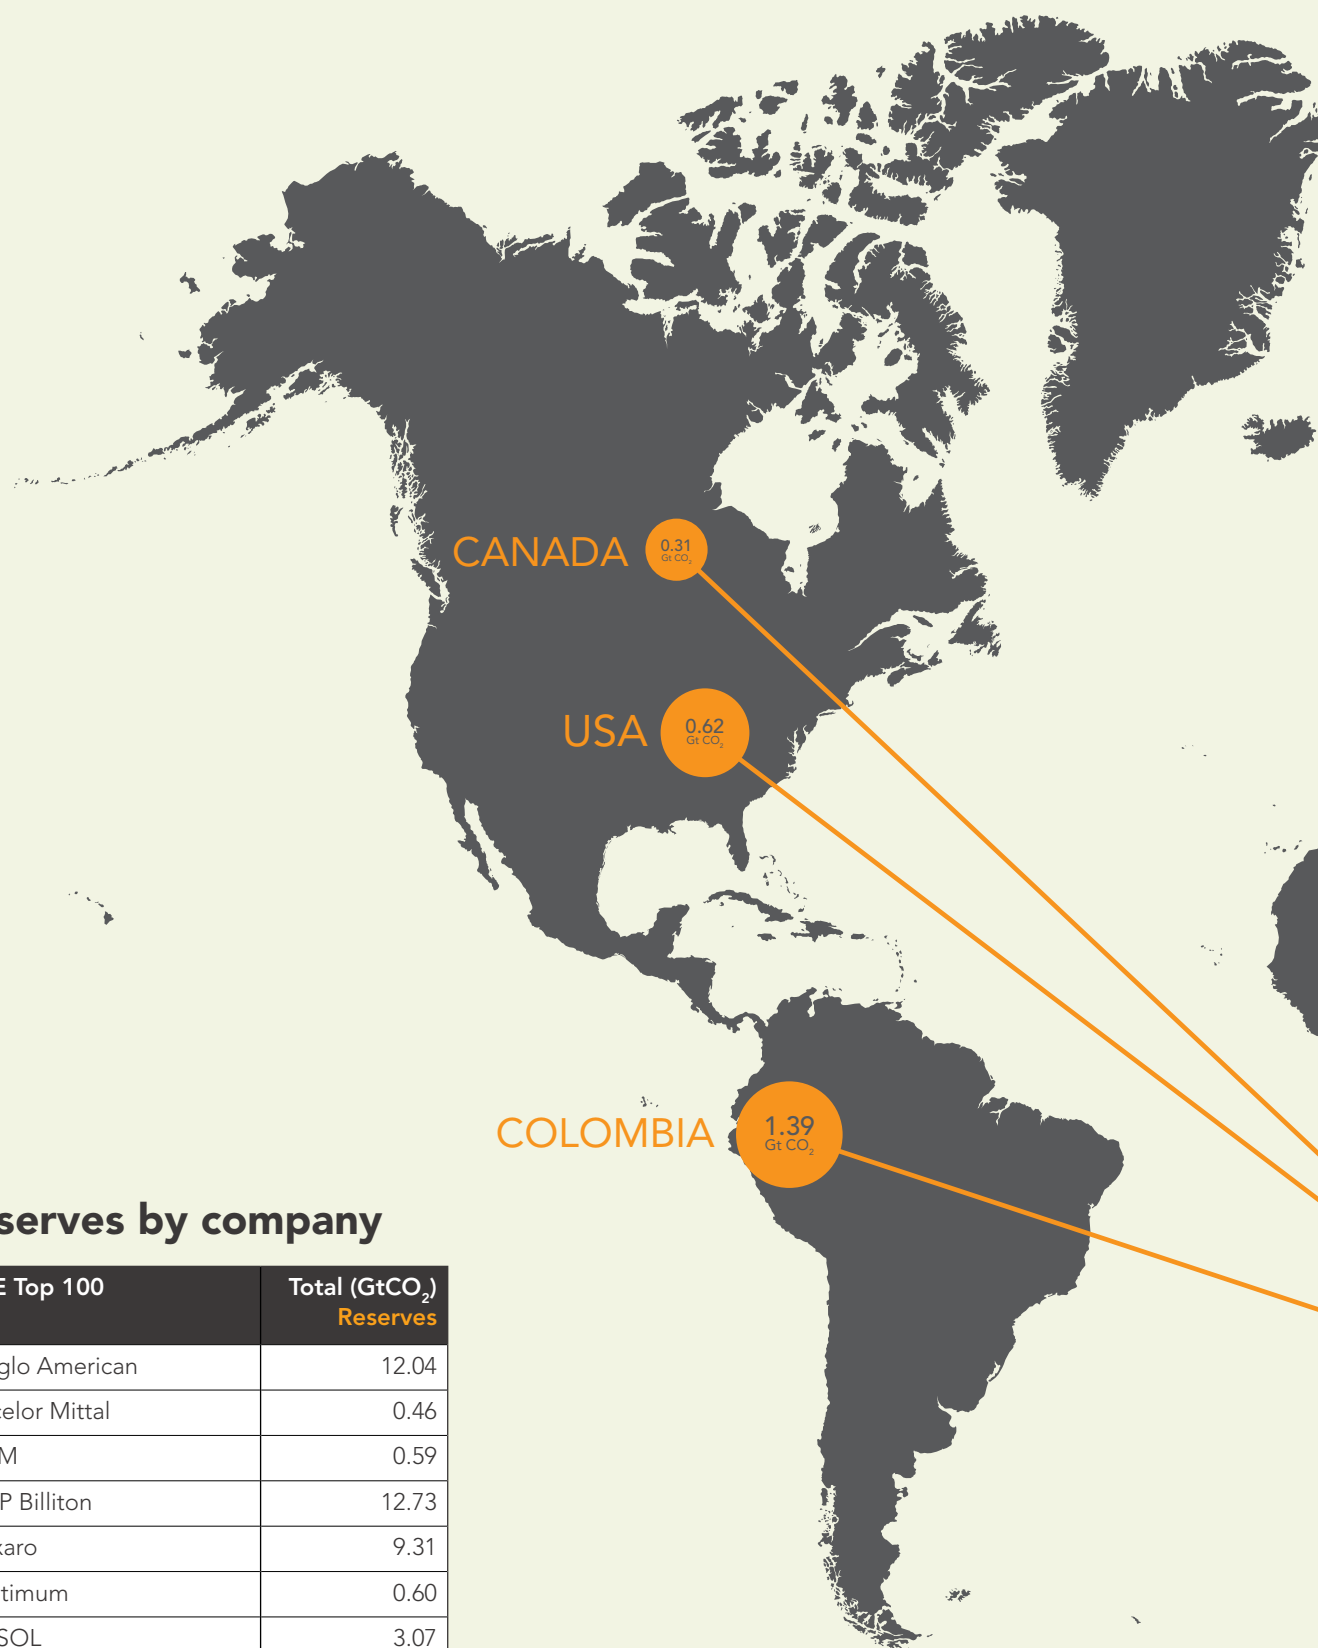 CANADA
0.31
Gt CO₂
USA
0.62
Gt CO₂
COLOMBIA
1.39
Gt CO₂
serves by company
E Top 100
Total (GtCO₂)
Reserves
glo American 12.04
celor Mittal 0.46
M 0.59
P Billiton 12.73
aro 9.31
timum 0.60
SOL 3.07